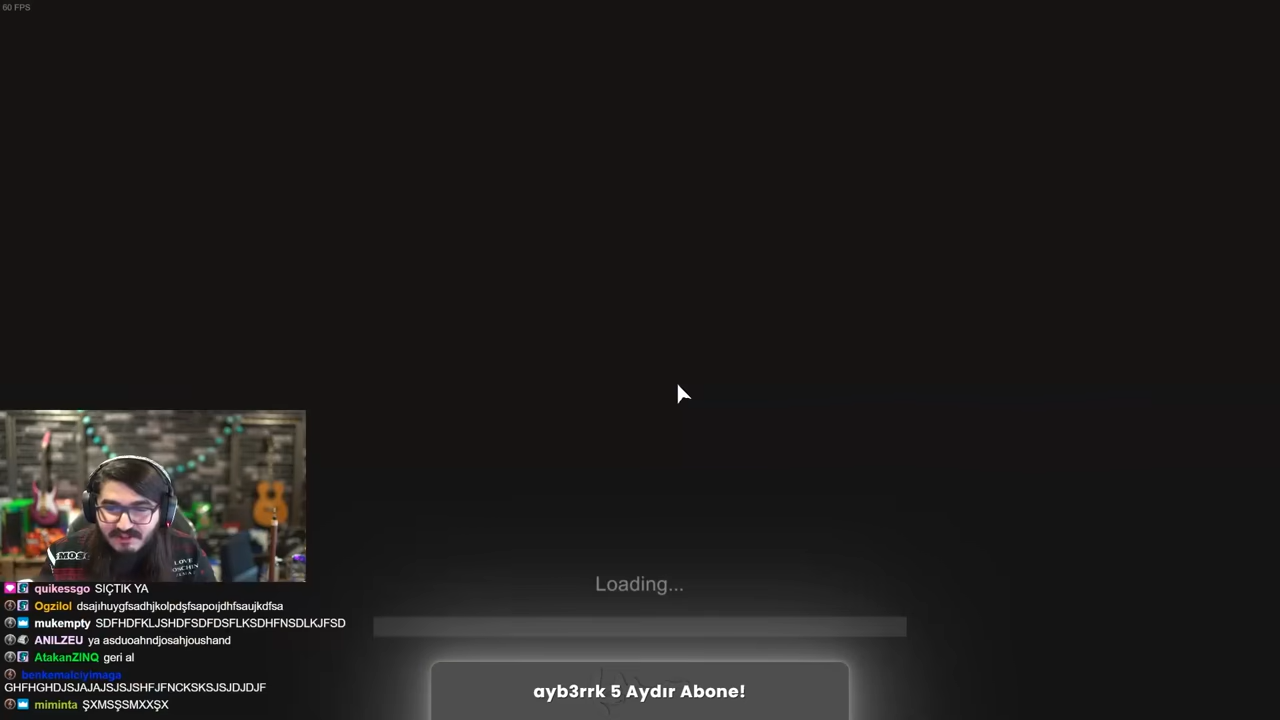 60 FPS
quikessgo SIÇTIK YA
Ogzilol dsajıhuygfsadhjkolpdşfsapoıjdhfsaujkdfsa
mukempty SDFHDFKLJSHDFSDFDSFLKSDHFNSDLKJFSD
ANILZEU ya asduoahndjosahjoushand
AtakanZINQ geri al
benkemalciyimaga
GHFHGHDJSJAJAJSJSJSHFJFNCKSKSJSJDJDJF
miminta ŞXMSŞSMXXŞX
Loading...
ayb3rrk 5 Aydır Abone!